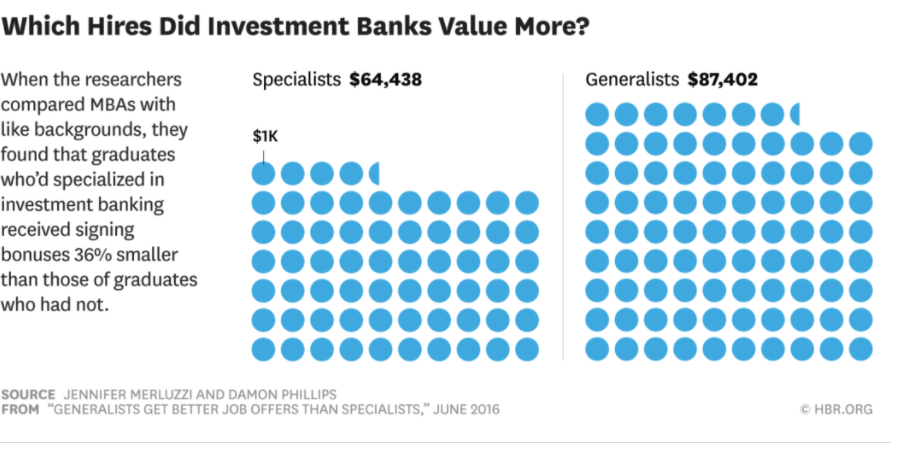 Which Hires Did Investment Banks Value More?
When the researchers
compared MBAs with
like backgrounds, they
found that graduates
who’d specialized in
investment banking
received signing
bonuses 36% smaller
than those of graduates
who had not.
Specialists $64,438
$1K
Generalists $87,402
SOURCE JENNIFER MERLUZZI AND DAMON PHILLIPS
FROM “GENERALISTS GET BETTER JOB OFFERS THAN SPECIALISTS,” JUNE 2016
© HBR.ORG